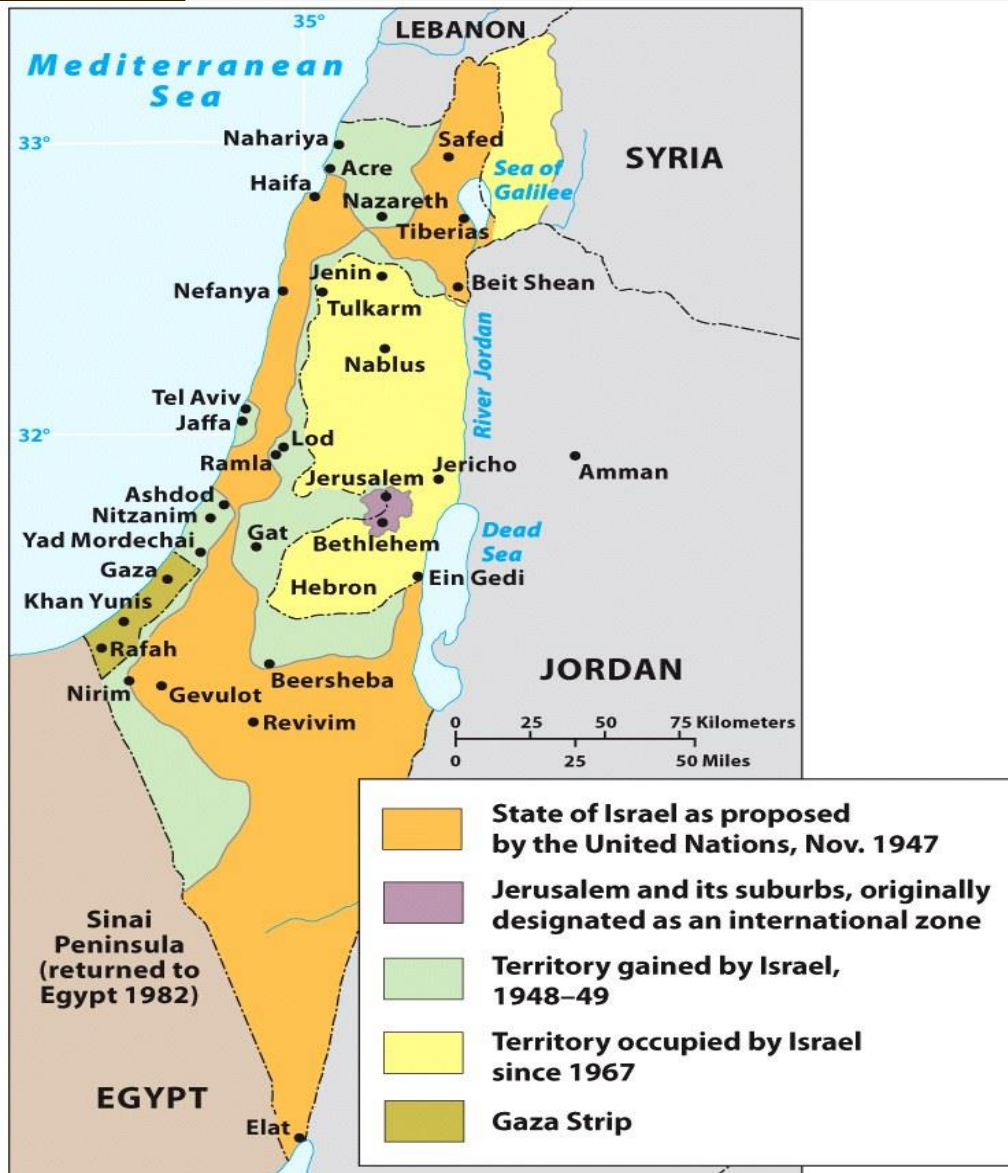 35°
LEBANON
Mediterranean
Sea
33°
Nahariya
Safed
SYRIA
Acre
Sea of
Galilee
Haifa
Nazareth
Tiberias
Jenin
Beit Shean
Nefanya
Tulkarm
River Jordan
Nablus
Tel Aviv
Jaffa
32°
Lod
Ramla
Jericho
Amman
Jerusalem
Ashdod
Nitzanim
Gat
Dead
Sea
Yad Mordechai
Bethlehem
Gaza
Ein Gedi
Hebron
Khan Yunis
Rafah
JORDAN
Beersheba
Nirim
Gevulot
Revivim
0 25 50 75 Kilometers
0 25 50 Miles
State of Israel as proposed
by the United Nations, Nov. 1947
Jerusalem and its suburbs, originally
designated as an international zone
Territory gained by Israel,
1948–49
Territory occupied by Israel
since 1967
Gaza Strip
Sinai
Peninsula
(returned to
Egypt 1982)
EGYPT
Elat